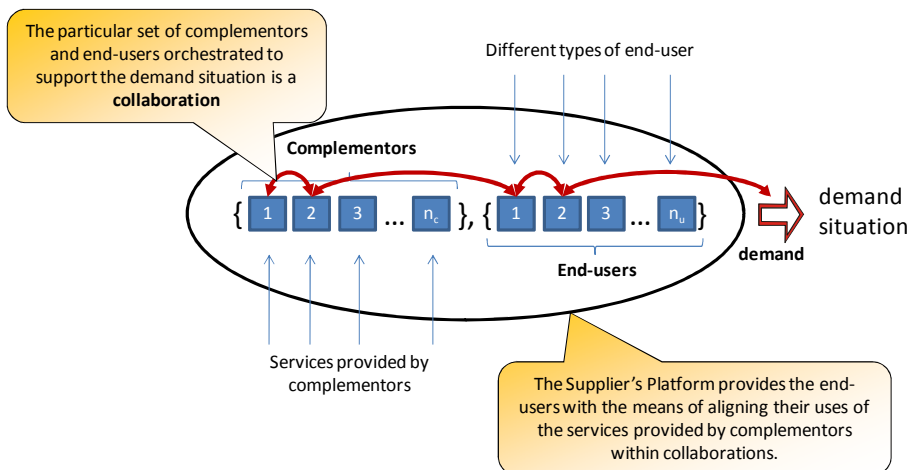 The particular set of complementors
and end-users orchestrated to
support the demand situation is a
collaboration
Different types of end-user
Complementors
{ 1 2 3 ... nc }, { 1 2 3 ... nu }
demand
situation
demand
End-users
Services provided by
complementors
The Supplier's Platform provides the end-
users with the means of aligning their uses of
the services provided by complementors
within collaborations.